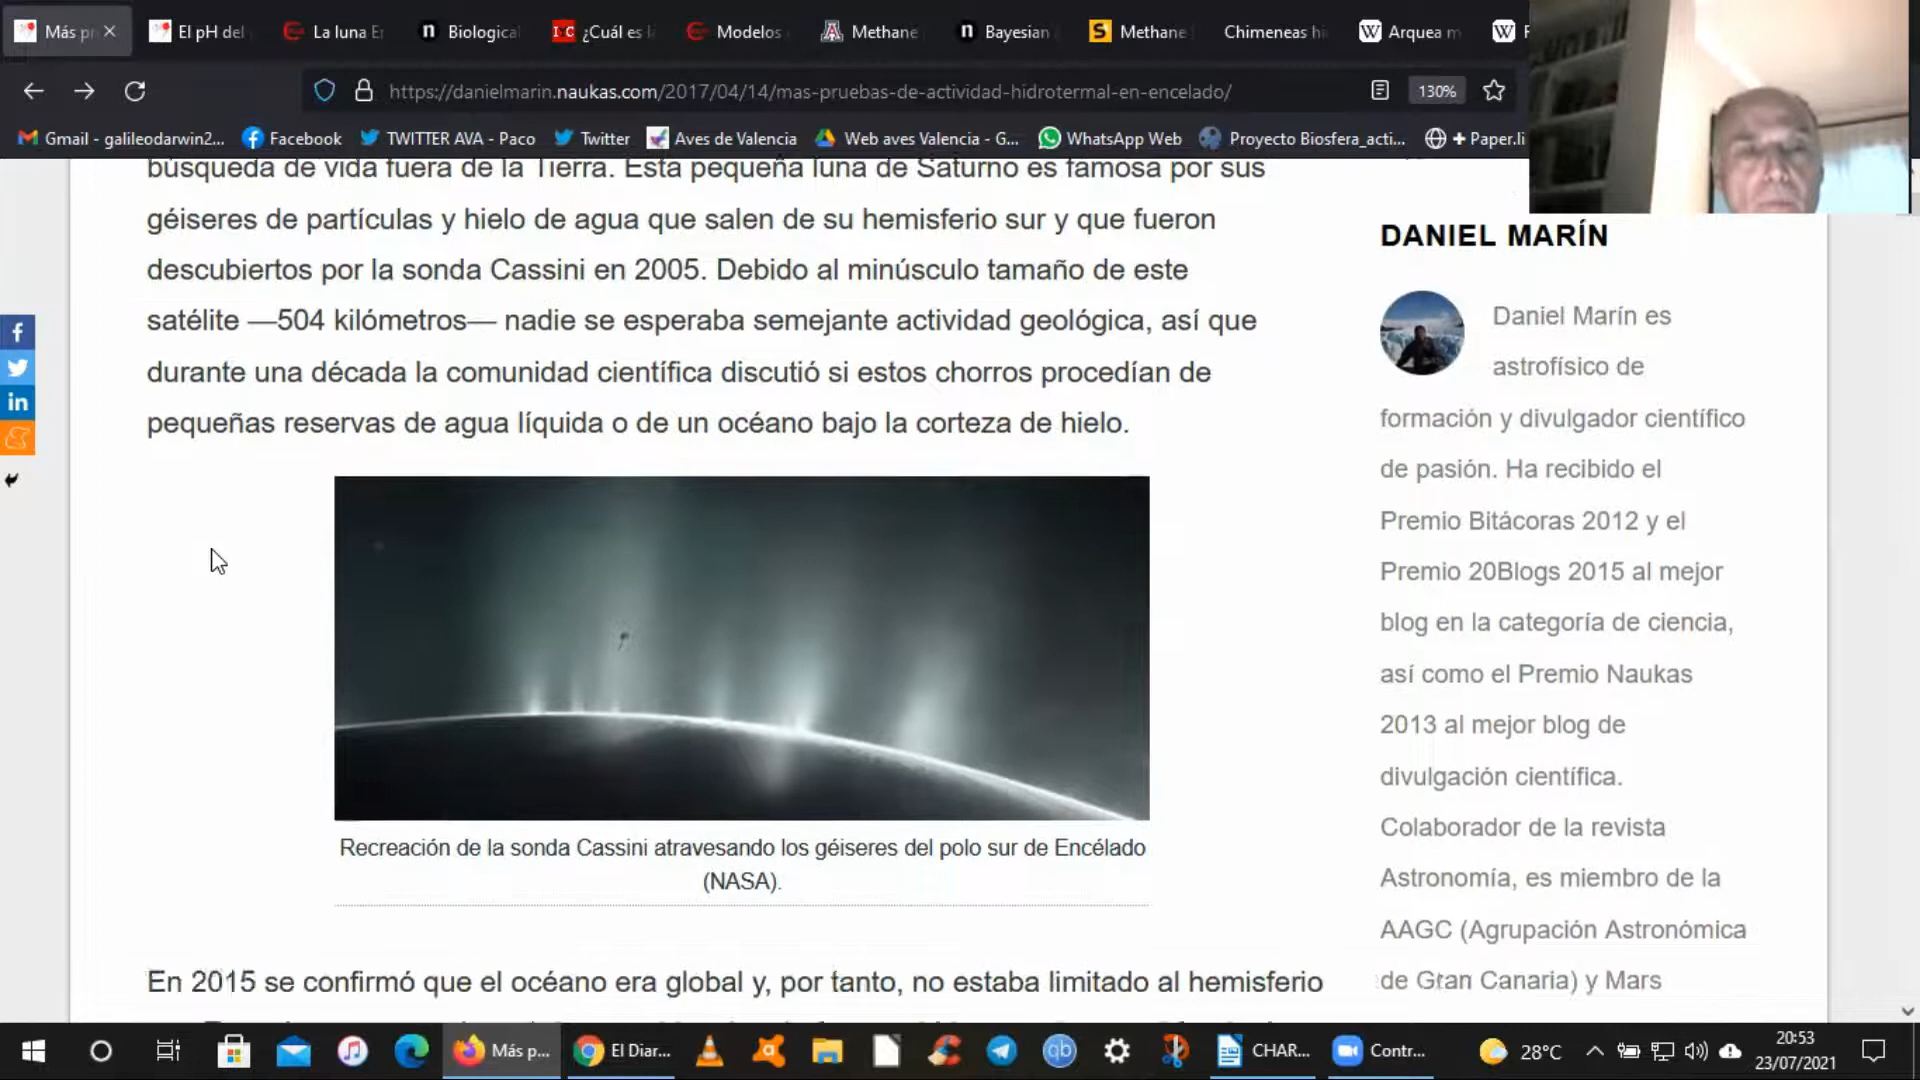 Más pr
El pH del
La luna En
Biological
¿Cuál es l
Modelos
Methane
Bayesian
Methane
Chimeneas hi
Arquea m
https://danielmarin.naukas.com/2017/04/14/mas-pruebas-de-actividad-hidrotermal-en-encelado/
130%
Gmail - galileodarwin2...
Facebook
TWITTER AVA - Paco
Twitter
Aves de Valencia
Web aves Valencia - G...
WhatsApp Web
Proyecto Biosfera_acti...
+ Paper.li
búsqueda de vida fuera de la Tierra. Esta pequeña luna de Saturno es famosa por sus
géiseres de partículas y hielo de agua que salen de su hemisferio sur y que fueron
descubiertos por la sonda Cassini en 2005. Debido al minúsculo tamaño de este
satélite —504 kilómetros— nadie se esperaba semejante actividad geológica, así que
durante una década la comunidad científica discutió si estos chorros procedían de
pequeñas reservas de agua líquida o de un océano bajo la corteza de hielo.
Recreación de la sonda Cassini atravesando los géiseres del polo sur de Encélado
(NASA).
En 2015 se confirmó que el océano era global y, por tanto, no estaba limitado al hemisferio
DANIEL MARÍN
Daniel Marín es
astrofísico de
formación y divulgador científico
de pasión. Ha recibido el
Premio Bitácoras 2012 y el
Premio 20Blogs 2015 al mejor
blog en la categoría de ciencia,
así como el Premio Naukas
2013 al mejor blog de
divulgación científica.
Colaborador de la revista
Astronomía, es miembro de la
AAGC (Agrupación Astronómica
de Gran Canaria) y Mars
Más p...
El Diar...
CHAR...
Contr...
28°C
20:53
23/07/2021